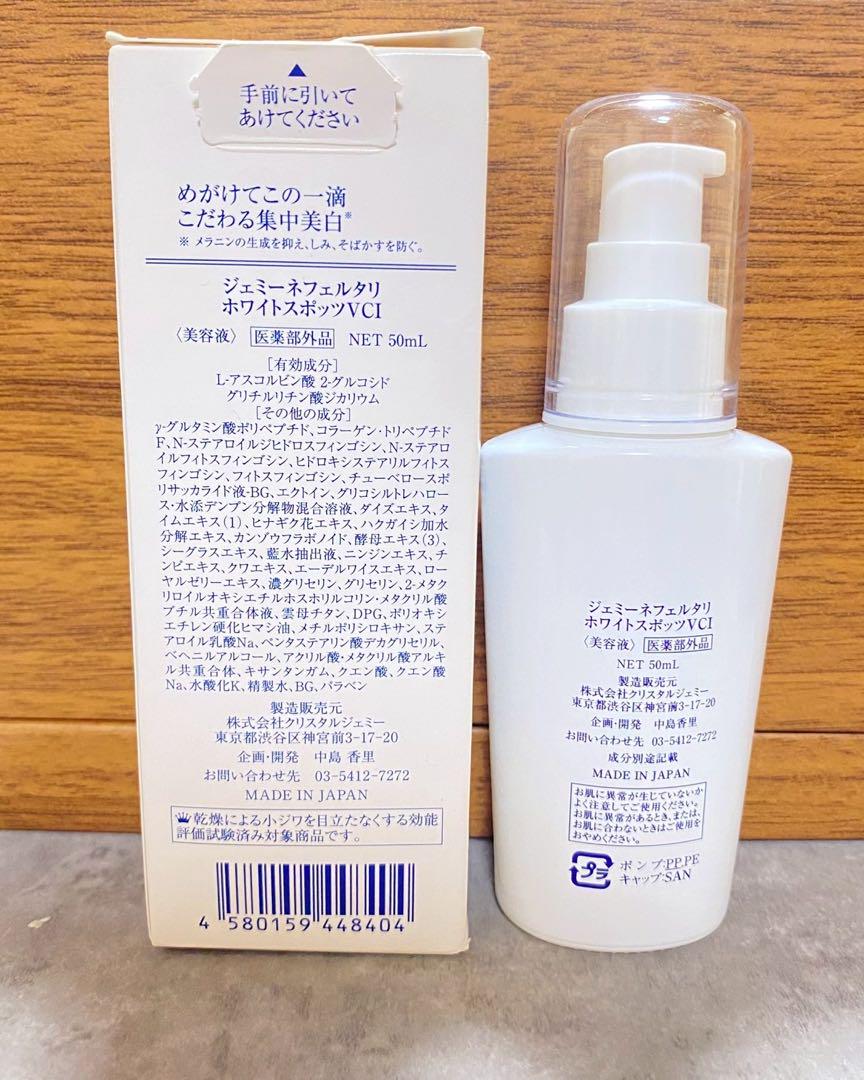 手前に引いて
あけてください
めがけてこの一滴
こだわる集中美白※
※ メラニンの生成を抑え、しみ、そばかすを防ぐ。
ジェミーネフェルタリ
ホワイトスポッツVCI
〈美容液〉 医薬部外品 NET 50mL
[有効成分]
L-アスコルビン酸 2-グルコシド
グリチルリチン酸ジカリウム
[その他の成分]
γ-グルタミン酸ポリペプチド、コラーゲン・トリペプチド
F、N-ステアロイルジヒドロスフィンゴシン、N-ステアロ
イルフィトスフィンゴシン、ヒドロキシステアリルフィトス
フィンゴシン、フィトスフィンゴシン、チューベロースポ
リサッカライド液-BG、エクトイン、グリコシルトレハロー
ス・水添デンプン分解物混合溶液、ダイズエキス、タ
イムエキス(1)、ヒナギク花エキス、ハクガイシ加水
分解エキス、カンゾウフラボノイド、酵母エキス(3)、
シーグラスエキス、藍水抽出液、ニンジンエキス、チ
ンピエキス、クワエキス、エーデルワイスエキス、ロー
ヤルゼリーエキス、濃グリセリン、グリセリン、2-メタク
リロイルオキシエチルホスホリルコリン・メタクリル酸
ブチル共重合体液、雲母チタン、DPG、ポリオキシ
エチレン硬化ヒマシ油、メチルポリシロキサン、ステ
アロイル乳酸Na、ペンタステアリン酸デカグリセリル、
ベヘニルアルコール、アクリル酸・メタクリル酸アルキ
ル共重合体、キサンタンガム、クエン酸、クエン酸
Na、水酸化K、精製水、BG、パラベン
製造販売元
株式会社クリスタルジェミー
東京都渋谷区神宮前3-17-20
企画・開発 中島 香里
お問い合わせ先 03-5412-7272
MADE IN JAPAN
乾燥による小ジワを目立たなくする効能
評価試験済み対象商品です。
4 580159 448404
ジェミーネフェルタリ
ホワイトスポッツVCI
〈美容液〉 医薬部外品
NET 50mL
製造販売元
株式会社クリスタルジェミー
東京都渋谷区神宮前3-17-20
企画・開発 中島香里
お問い合わせ先 03-5412-7272
成分別途記載
MADE IN JAPAN
お肌に異常が生じていないか
よく注意してご使用ください。
お肌に異常があるとき、または、
お肌に合わないときはご使用を
おやめください。
プラ ポンプ:PP,PE
キャップ:SAN